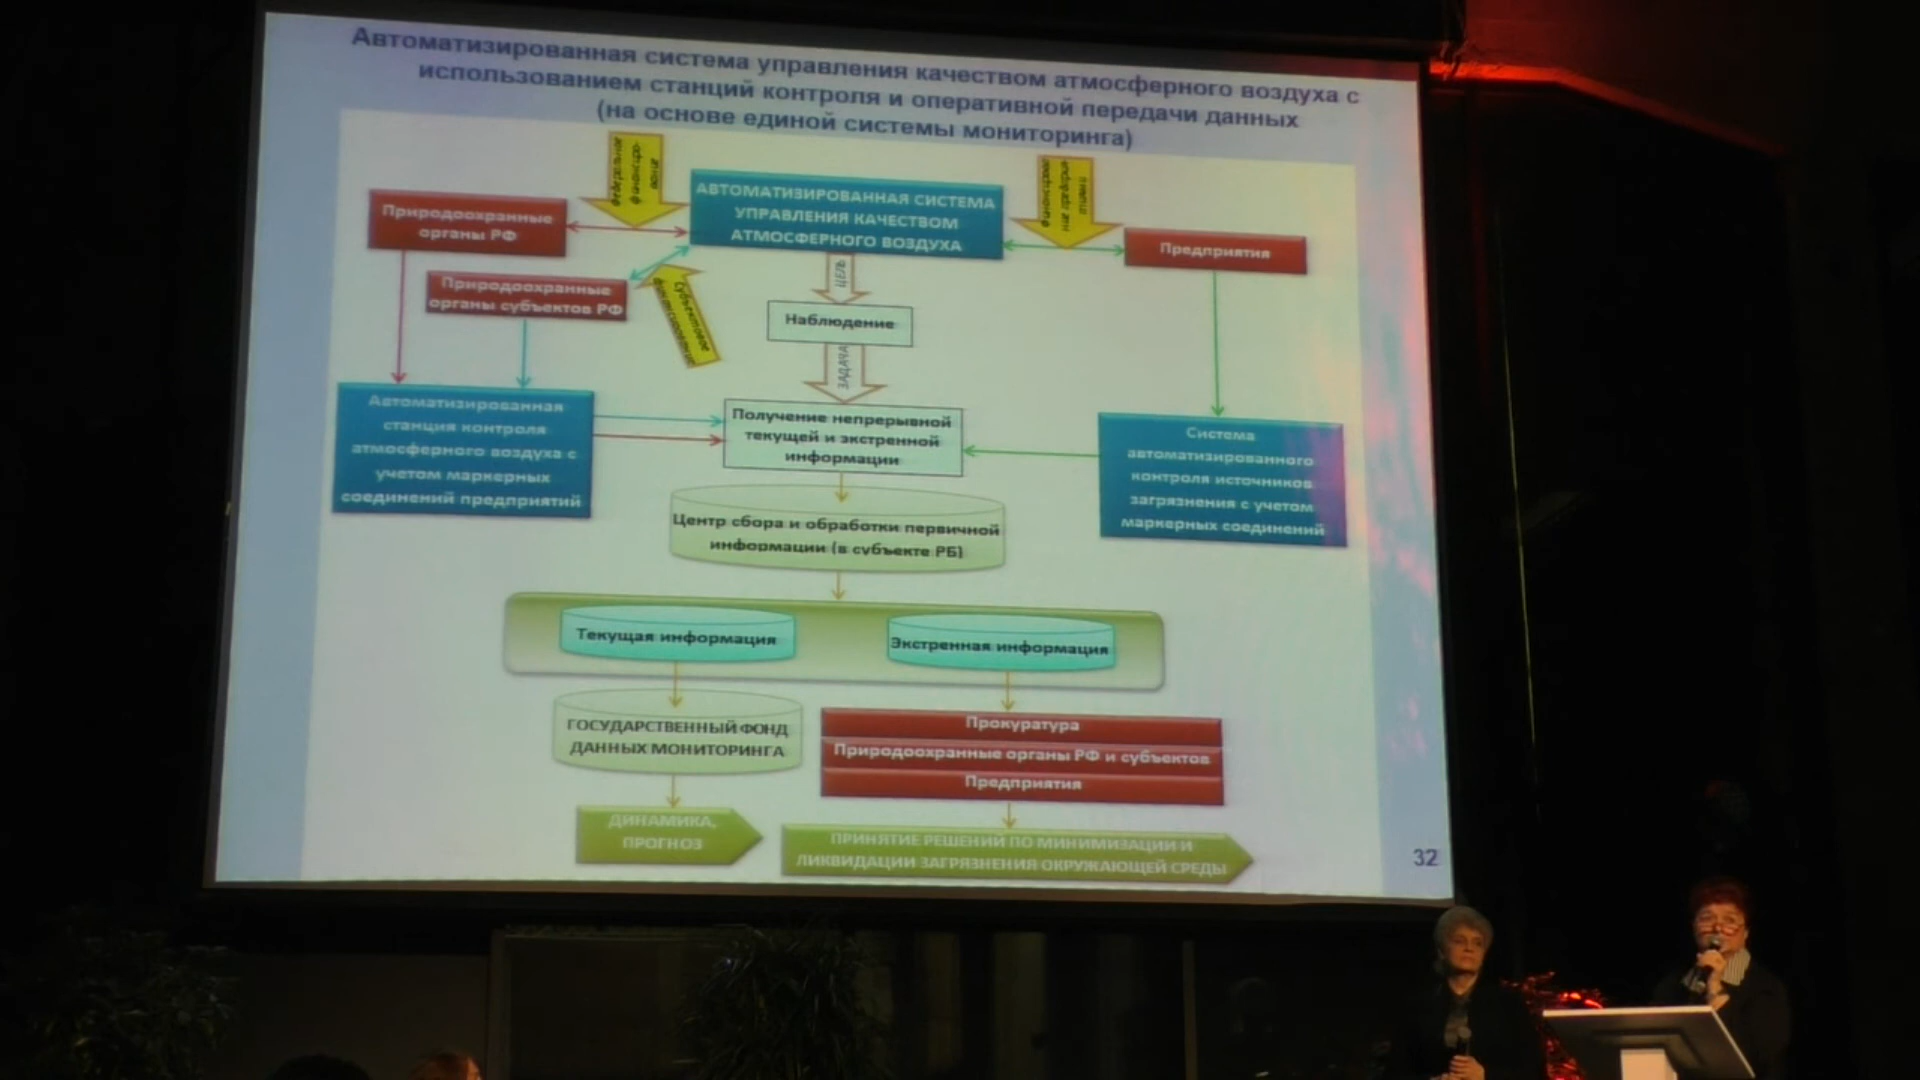 Автоматизированная система управления качеством атмосферного воздуха с
использованием станций контроля и оперативной передачи данных
(на основе единой системы мониторинга)
федеральное
финансиро-
вание
АВТОМАТИЗИРОВАННАЯ СИСТЕМА
УПРАВЛЕНИЯ КАЧЕСТВОМ
АТМОСФЕРНОГО ВОЗДУХА
Природоохранные
органы РФ
Предприятия
Природоохранные
органы субъектов РФ
Субъектовое
ЦЕЛЬ
Наблюдение
ЗАДАЧА
Автоматизированная
станция контроля
атмосферного воздуха с
учетом маркерных
соединений предприятий
Получение непрерывной
текущей и экстренной
информации
Система
автоматизированного
контроля источников
загрязнения с учетом
маркерных соединений
Центр сбора и обработки первичной
информации (в субъекте РБ)
Текущая информация
Экстренная информация
ГОСУДАРСТВЕННЫЙ ФОНД
ДАННЫХ МОНИТОРИНГА
Прокуратура
Природоохранные органы РФ и субъектов
Предприятия
ДИНАМИКА,
ПРОГНОЗ
ПРИНЯТИЕ РЕШЕНИЙ ПО МИНИМИЗАЦИИ И
ЛИКВИДАЦИИ ЗАГРЯЗНЕНИЯ ОКРУЖАЮЩЕЙ СРЕДЫ
32